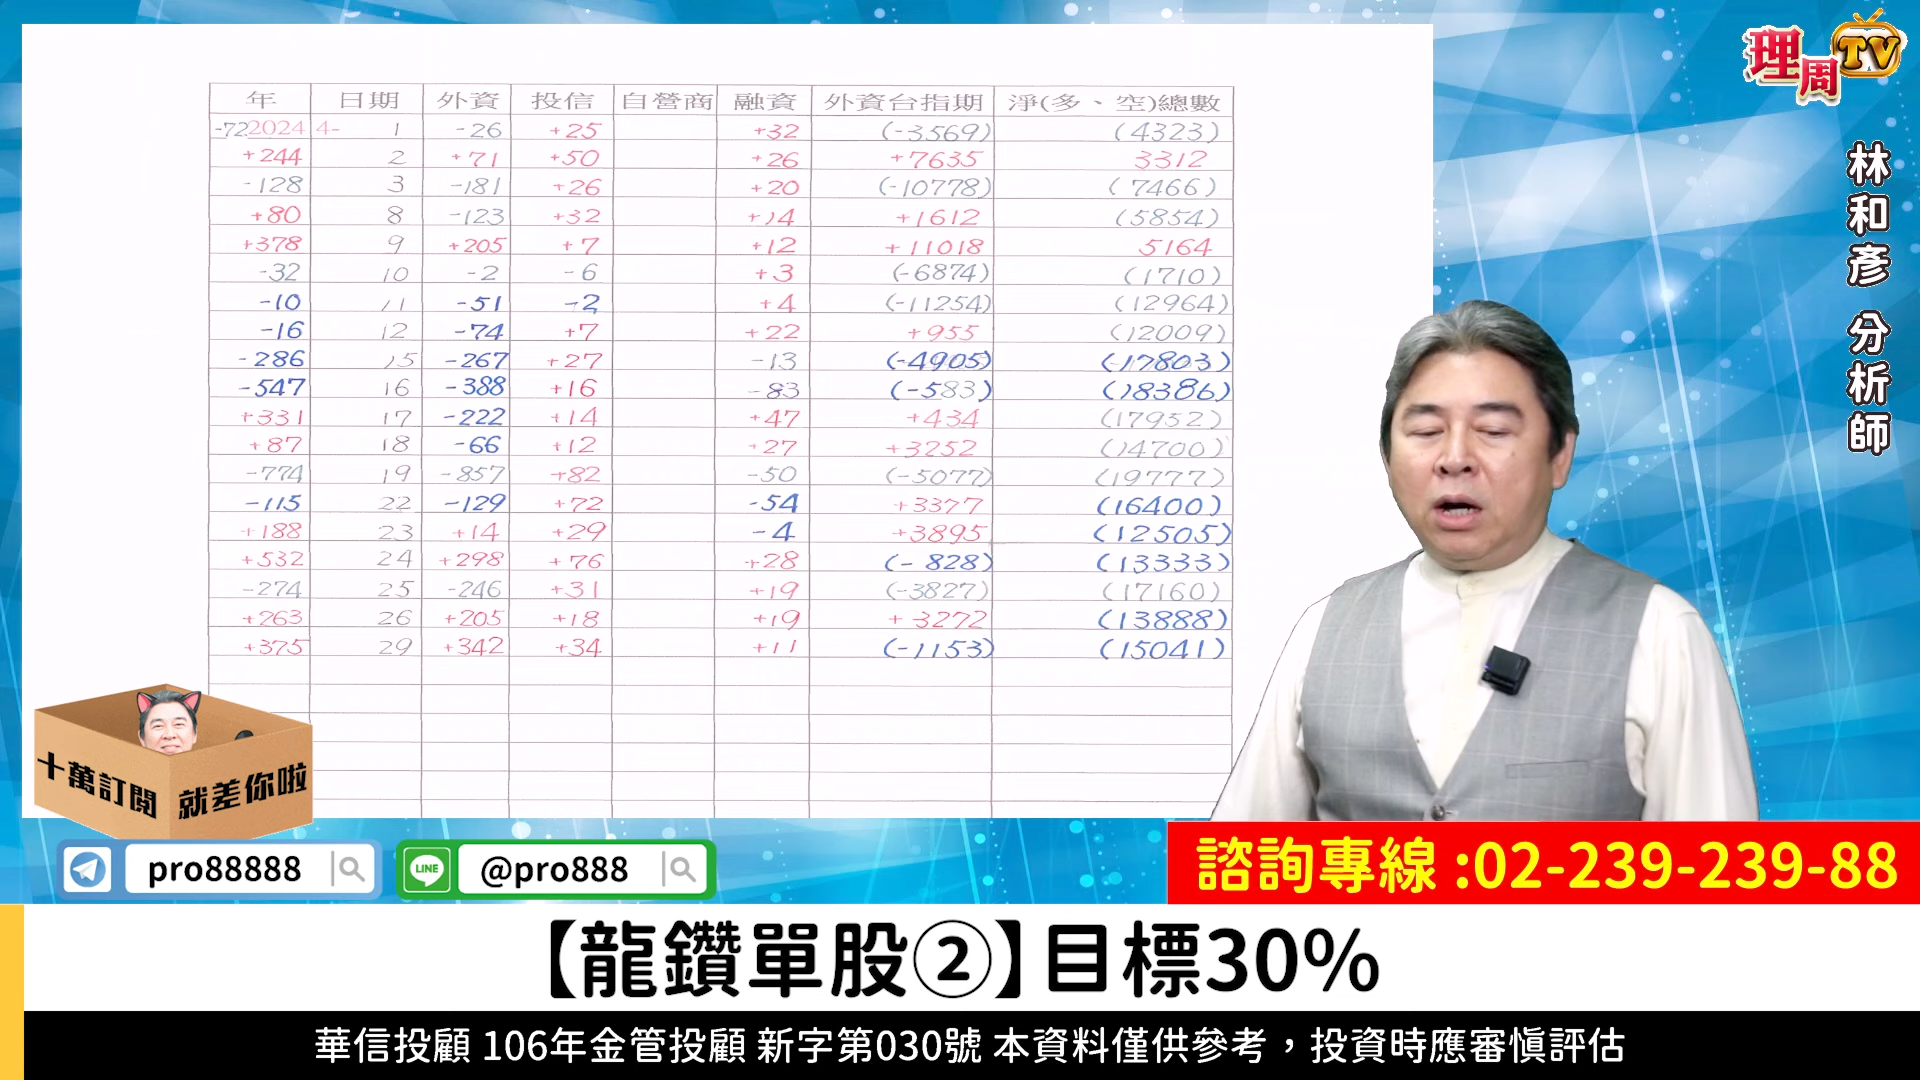 理周TV
林和彥 分析師
年 日期 外資 投信 自營商 融資 外資台指期 淨(多、空)總數
-72 2024 4- 1 -26 +25 +32 (-3569) (4323)
+244 2 +71 +50 +26 +7635 3312
-128 3 -181 +26 +20 (-10778) (7466)
+80 8 -123 +32 +14 +1612 (5854)
+378 9 +205 +7 +12 +11018 5164
-32 10 -2 -6 +3 (-6874) (1710)
-10 11 -51 -2 +4 (-11254) (12964)
-16 12 -74 +7 +22 +955 (12009)
-286 15 -267 +27 -13 (-4905) (-17803)
-547 16 -388 +16 -83 (-583) (18386)
+331 17 -222 +14 +47 +434 (17952)
+87 18 -66 +12 +27 +3252 (14700)
-774 19 -857 +82 -50 (-5077) (19777)
-115 22 -129 +72 -54 +3377 (16400)
+188 23 +14 +29 -4 +3895 (12505)
+532 24 +298 +76 +28 (-828) (13333)
-274 25 -246 +31 +19 (-3827) (17160)
+263 26 +205 +18 +19 +3272 (13888)
+375 29 +342 +34 +11 (-1153) (15041)
十萬訂閱 就差你啦
pro88888
LINE @pro888
諮詢專線 :02-239-239-88
【龍鑽單股②】目標30%
華信投顧 106年金管投顧 新字第030號 本資料僅供參考，投資時應審慎評估